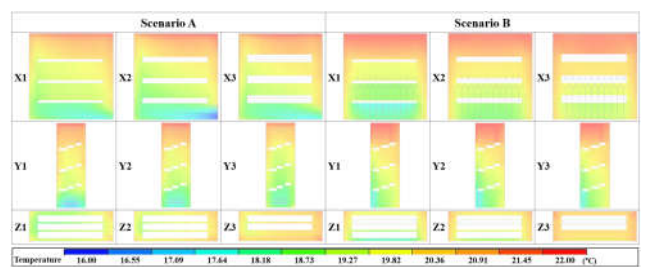 Scenario A Scenario B
X1 X2 X3 X1 X2 X3
Y1 Y2 Y3 Y1 Y2 Y3
Z1 Z2 Z3 Z1 Z2 Z3
Temperature 16.00 16.55 17.09 17.64 18.18 18.73 19.27 19.82 20.36 20.91 21.45 22.00 (°C)